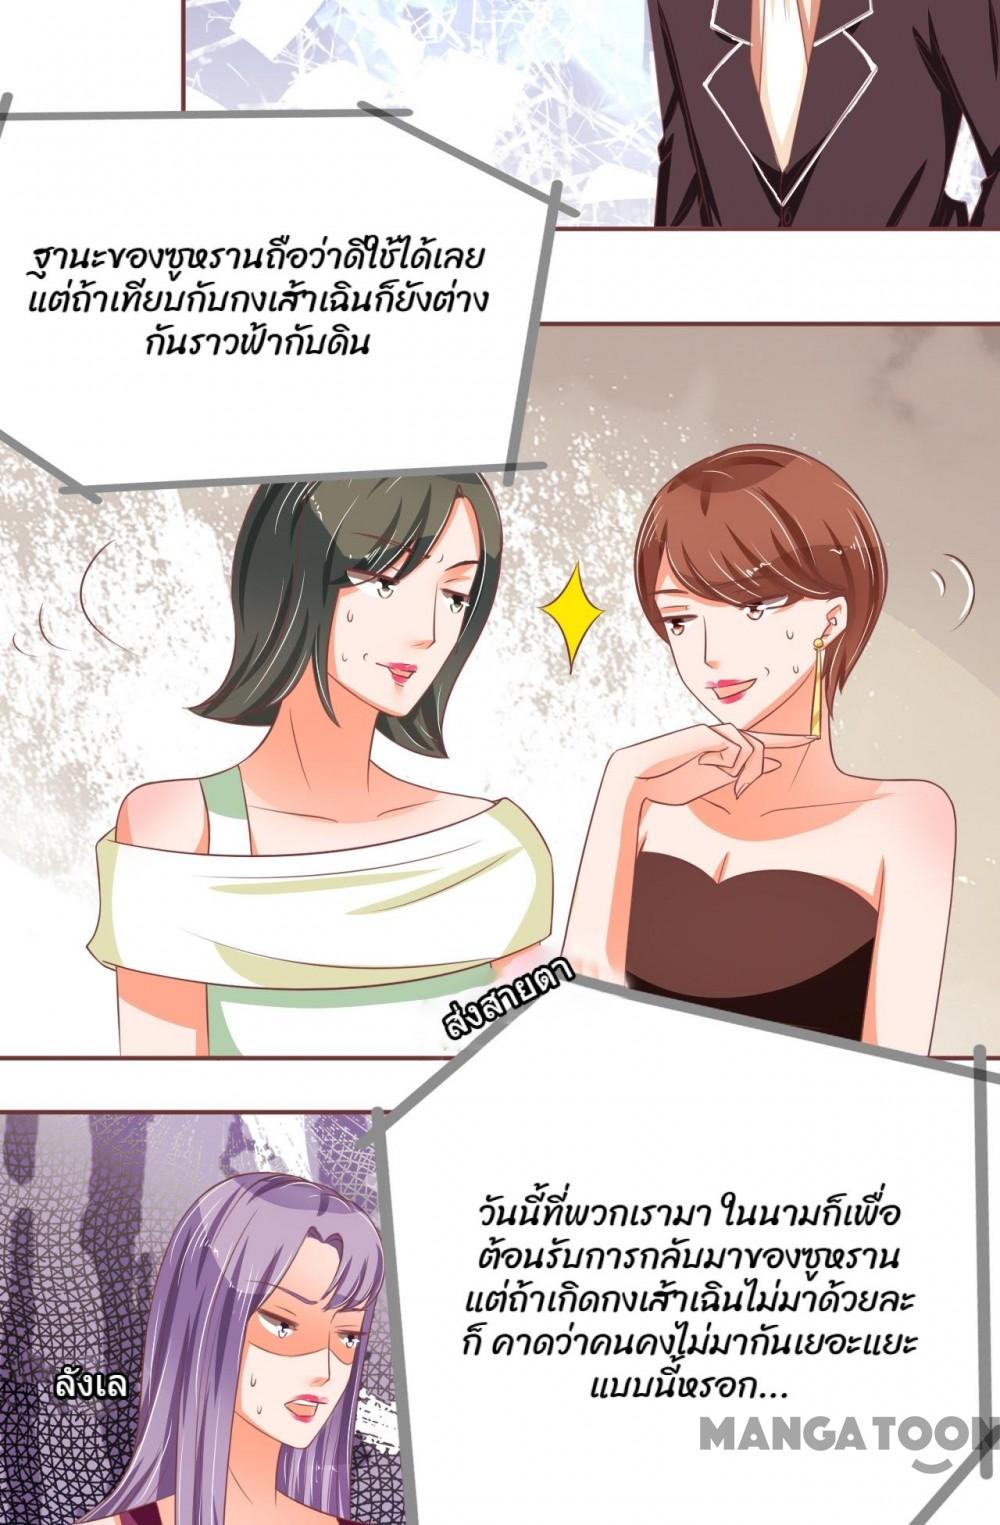 ฐานะของซูหรานถือว่าดีใช้ได้เลย
แต่ถ้าเทียบกับกงเส้าเฉินก็ยังต่าง
กันราวฟ้ากับดิน
ส่งสายตา
วันนี้ที่พวกเรามา ในนามก็เพื่อ
ต้อนรับการกลับมาของซูหราน
แต่ถ้าเกิดกงเส้าเฉินไม่มาด้วยละ
ก็ คาดว่าคนคงไม่มากันเยอะแยะ
แบบนี้หรอก...
ลังเล
MANGATOON